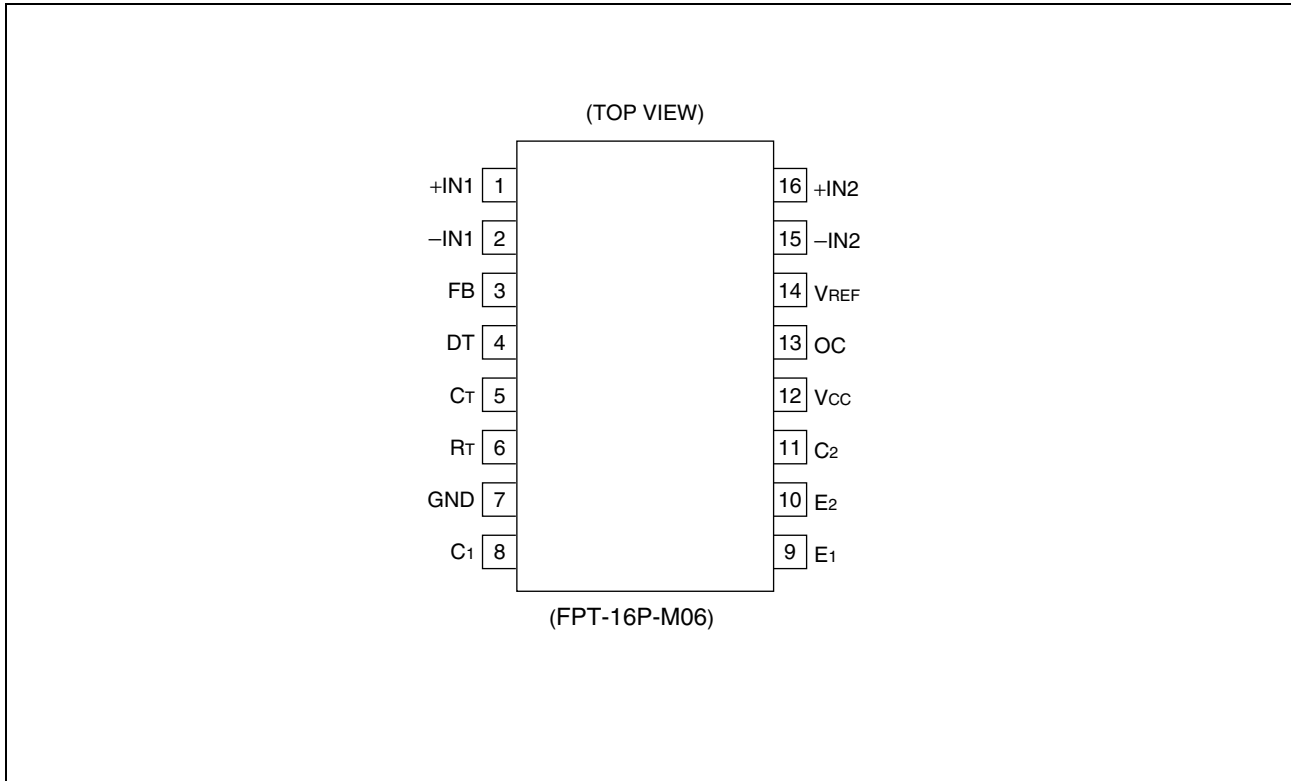 (TOP VIEW)
+IN1 1 16 +IN2
−IN1 2 15 −IN2
FB 3 14 VREF
DT 4 13 OC
CT 5 12 VCC
RT 6 11 C2
GND 7 10 E2
C1 8 9 E1
(FPT-16P-M06)